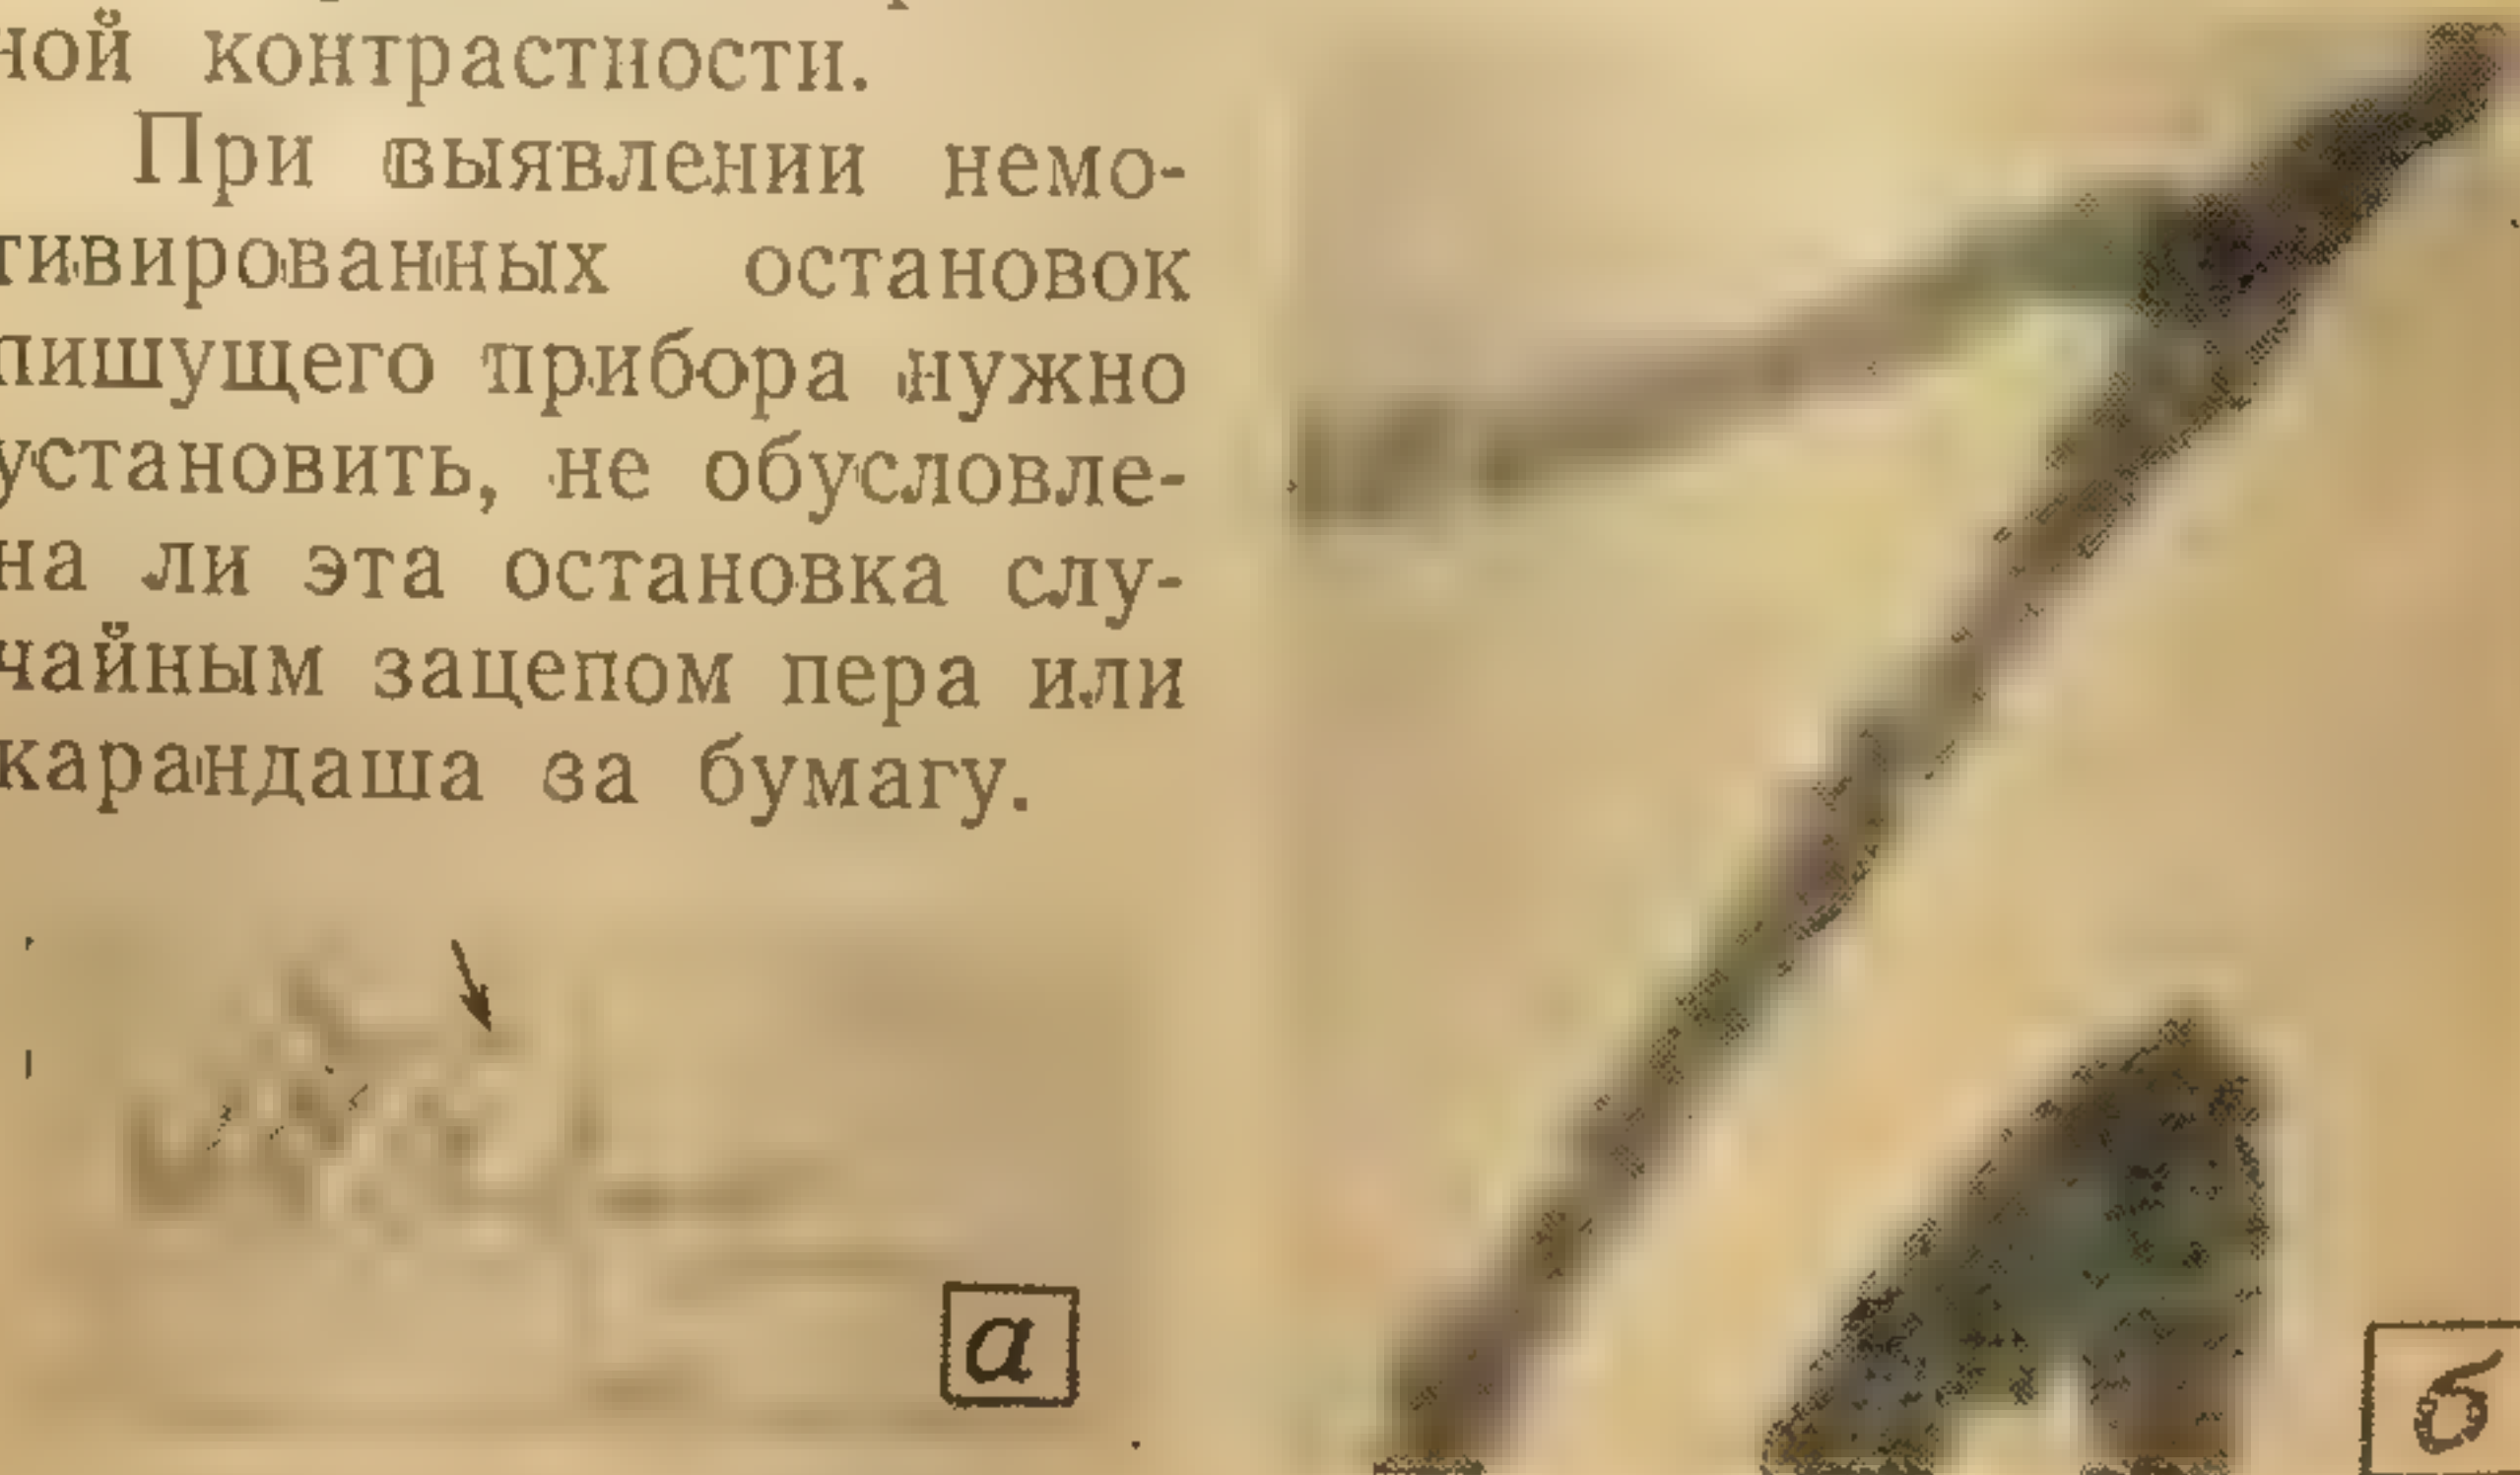 ной контрастности.
При выявлении немо-
тивированных остановок
пишущего прибора нужно
установить, не обусловле-
на ли эта остановка слу-
чайным зацепом пера или
карандаша за бумагу.
а
б